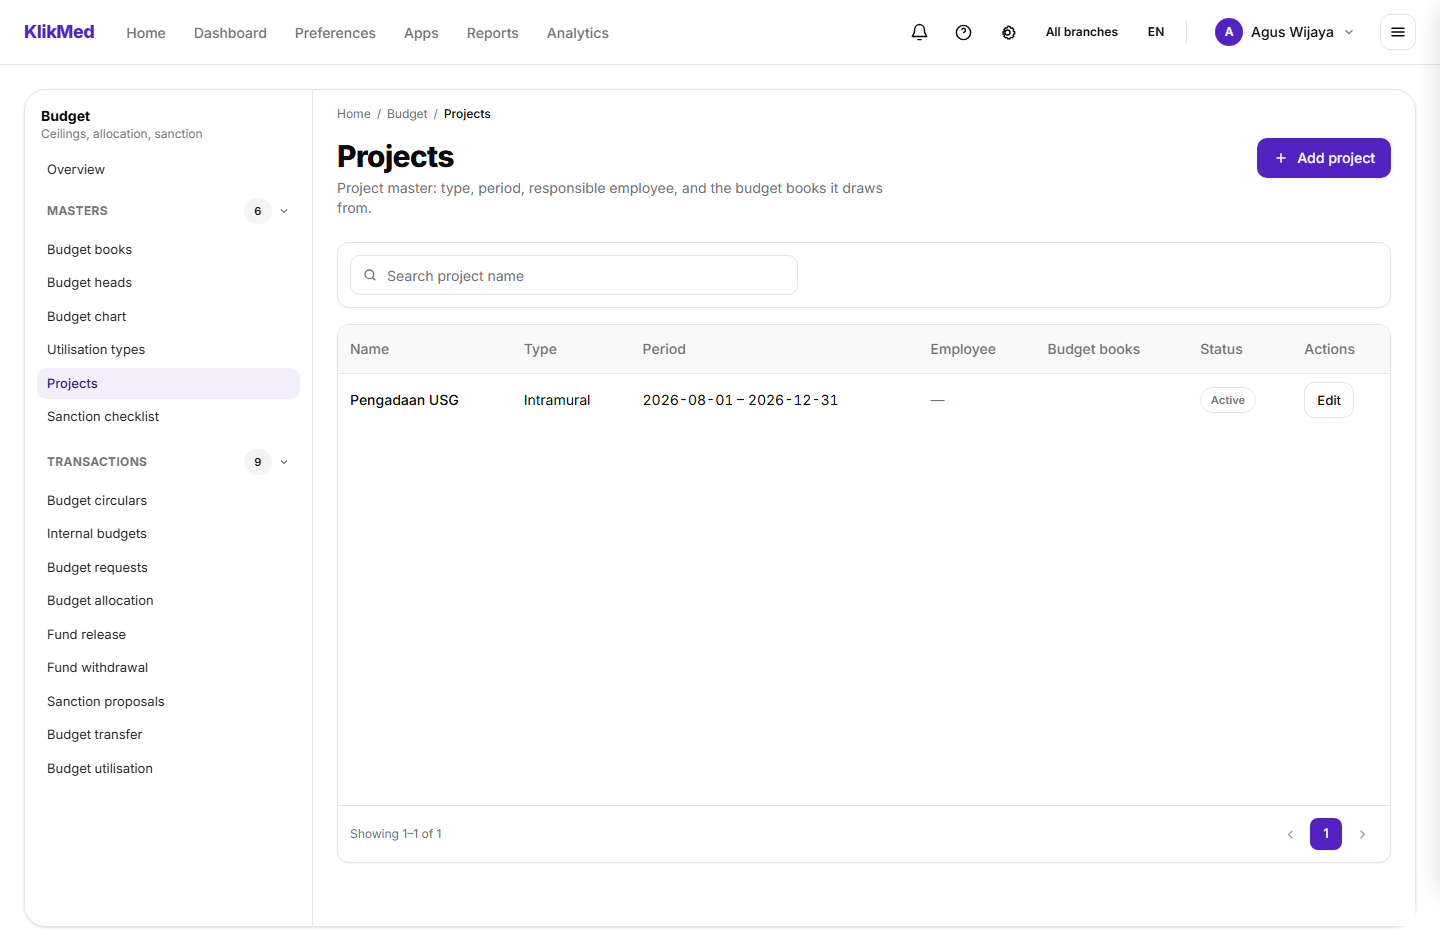 KlikMed
Home
Dashboard
Preferences
Apps
Reports
Analytics
All branches
EN
A
Agus Wijaya
Budget
Ceilings, allocation, sanction
Overview
MASTERS
6
Budget books
Budget heads
Budget chart
Utilisation types
Projects
Sanction checklist
TRANSACTIONS
9
Budget circulars
Internal budgets
Budget requests
Budget allocation
Fund release
Fund withdrawal
Sanction proposals
Budget transfer
Budget utilisation
Home / Budget / Projects
Projects
Project master: type, period, responsible employee, and the budget books it draws
from.
+ Add project
Search project name
Name Type Period Employee Budget books Status Actions
Pengadaan USG Intramural 2026-08-01 – 2026-12-31 — Active Edit
Showing 1–1 of 1
1